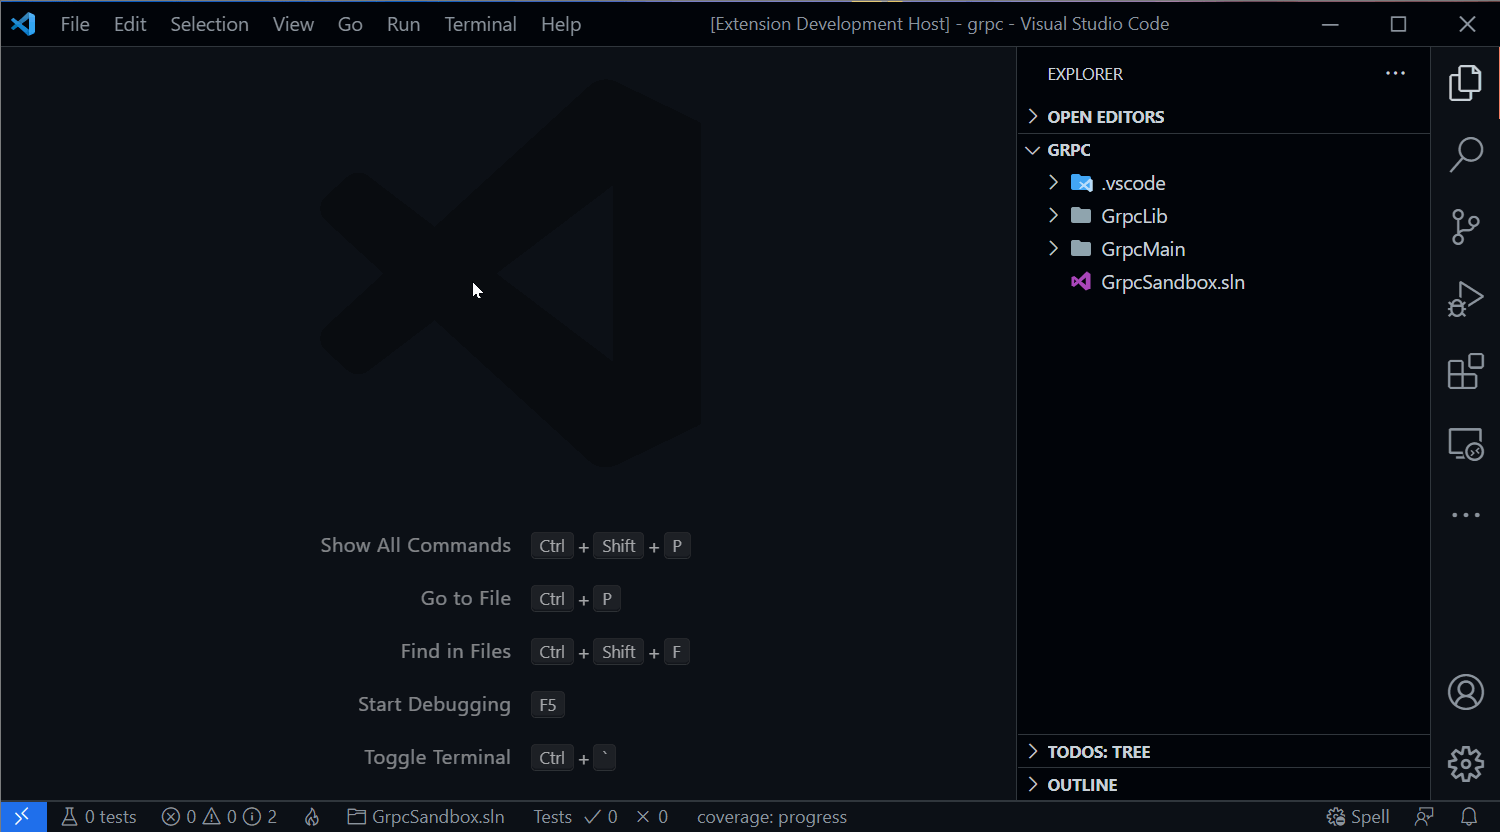 File Edit Selection View Go Run Terminal Help [Extension Development Host] - grpc - Visual Studio Code
EXPLORER
OPEN EDITORS
GRPC
.vscode
GrpcLib
GrpcMain
GrpcSandbox.sln
Show All Commands Ctrl + Shift + P
Go to File Ctrl + P
Find in Files Ctrl + Shift + F
Start Debugging F5
Toggle Terminal Ctrl + `
TODOS: TREE
OUTLINE
0 tests 0 0 2 GrpcSandbox.sln Tests ✓ 0 × 0 coverage: progress Spell